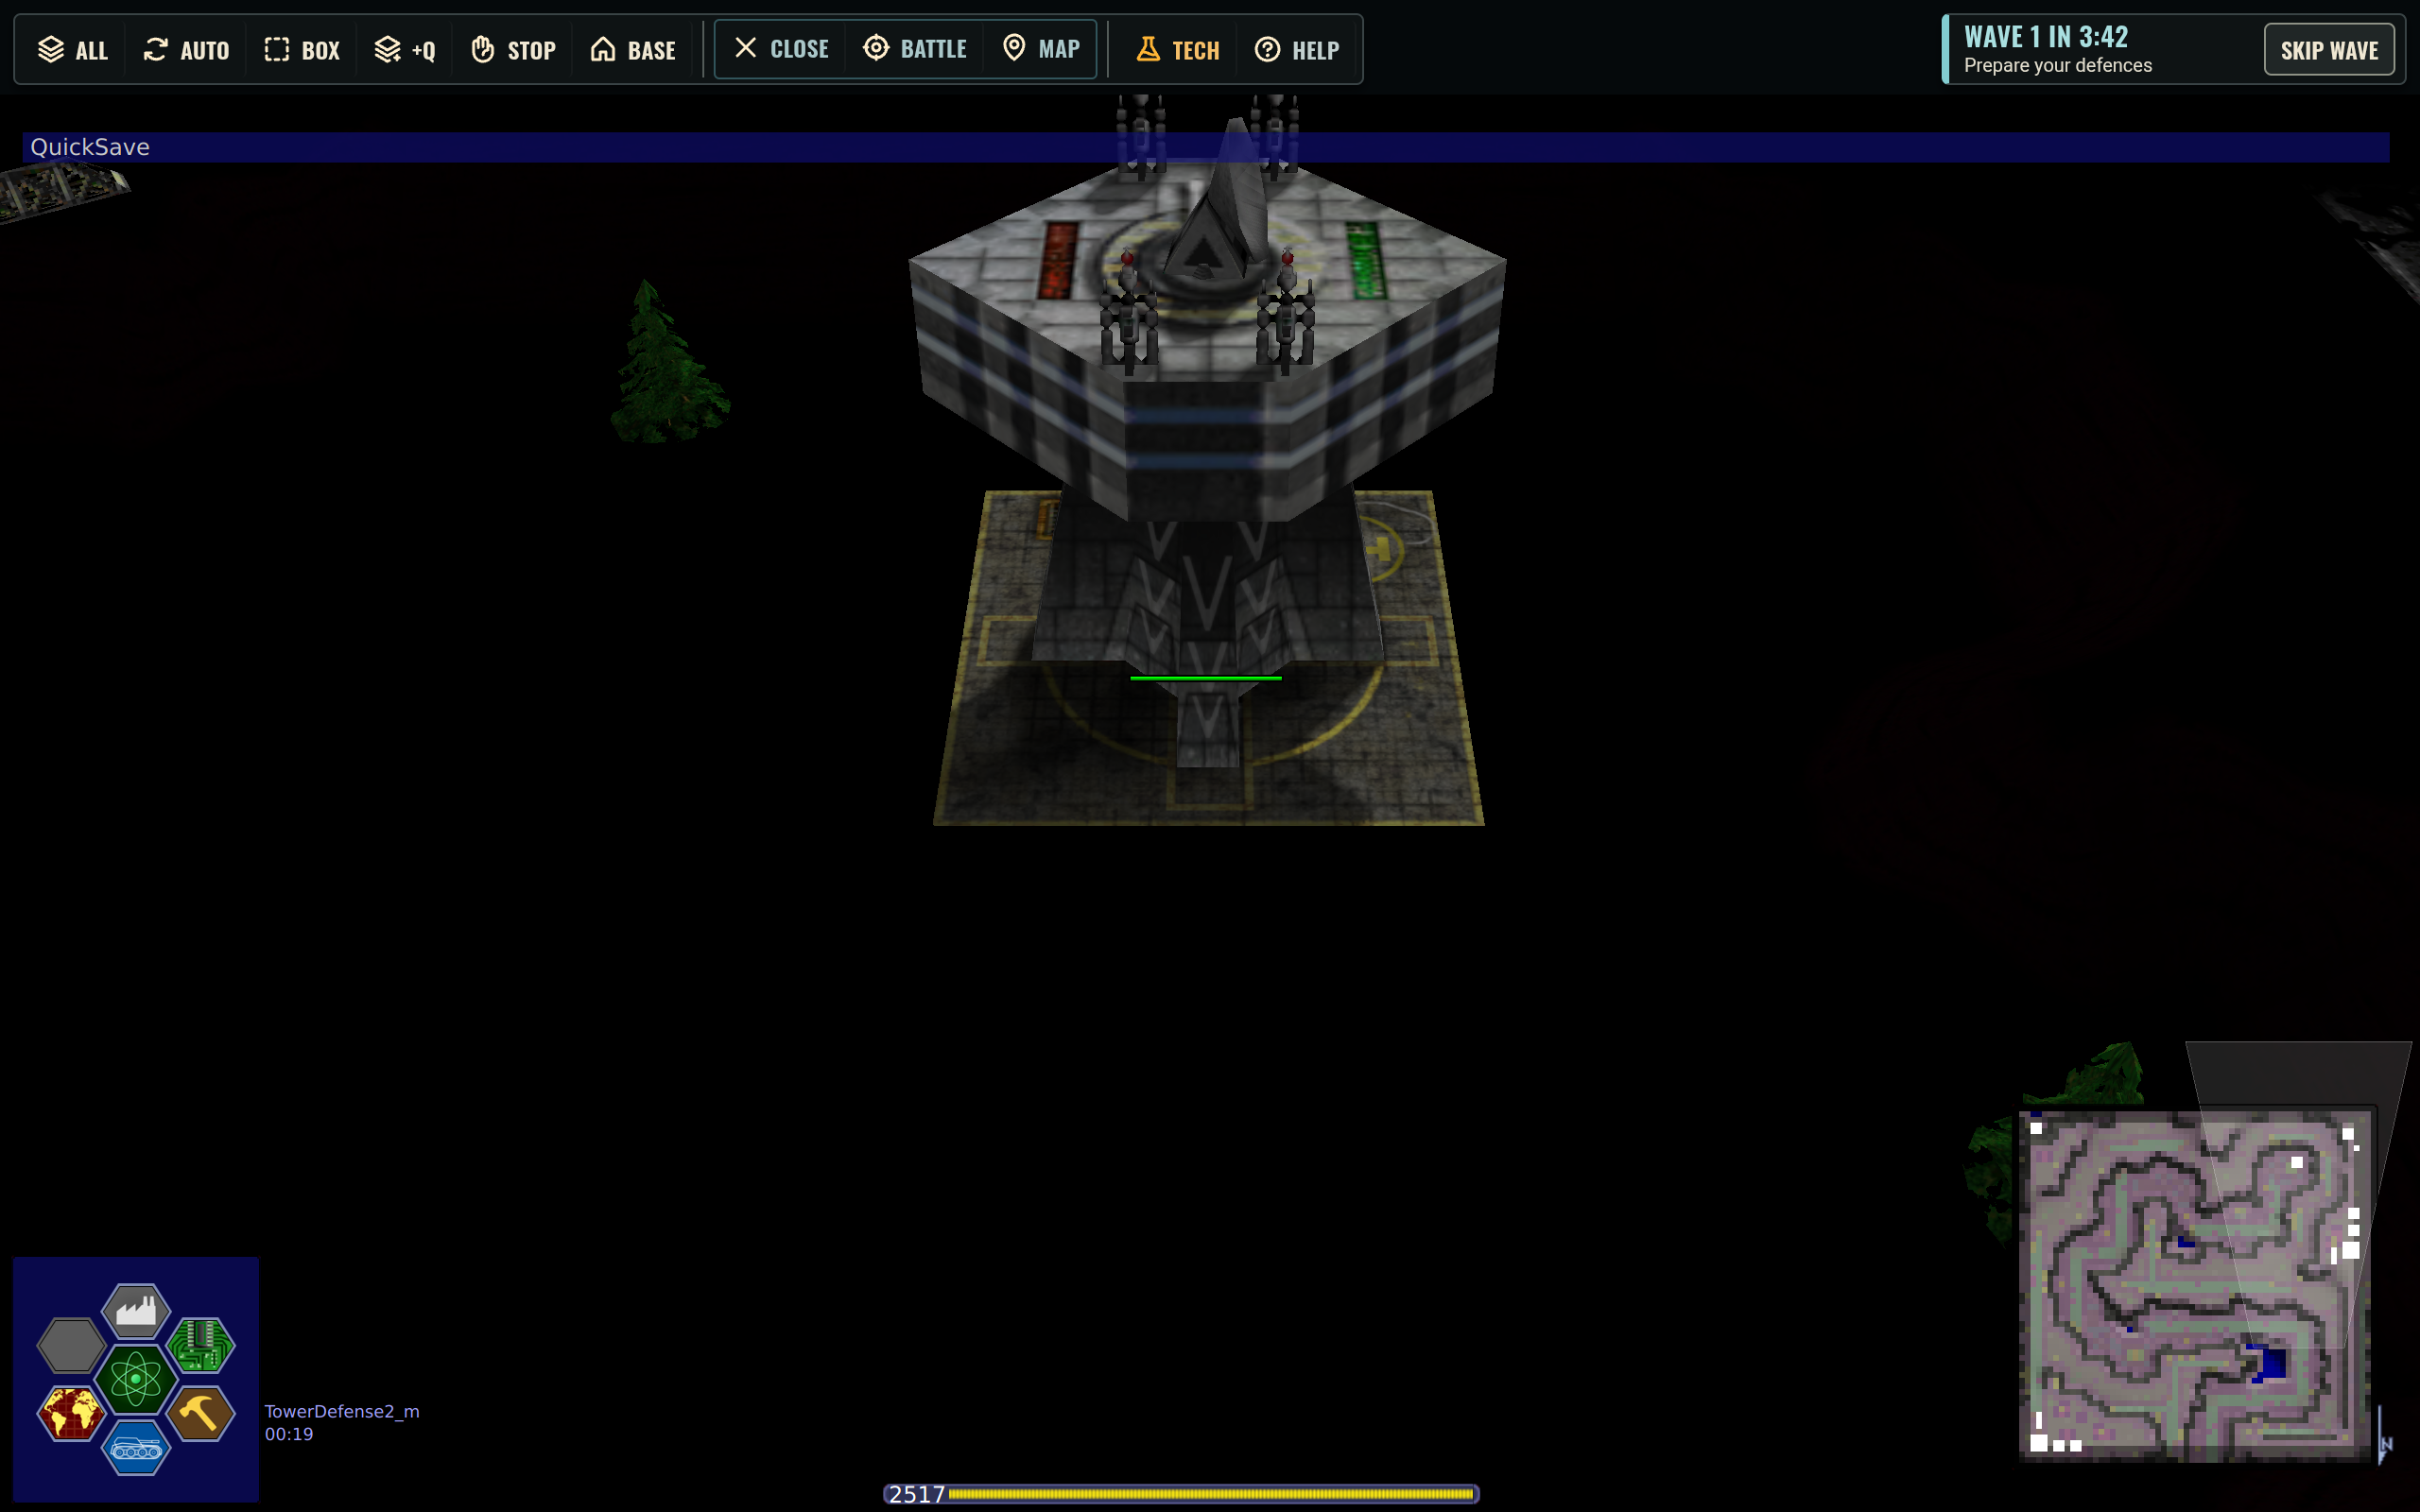 ALL AUTO BOX +Q STOP BASE CLOSE BATTLE MAP TECH HELP
WAVE 1 IN 3:42
Prepare your defences
SKIP WAVE
QuickSave
TowerDefense2_m
00:19
N
2517